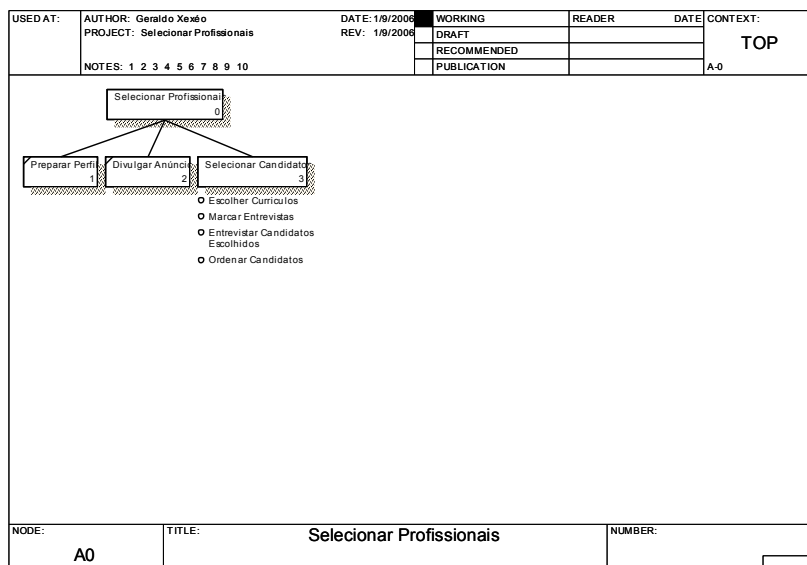 USED AT:
AUTHOR: Geraldo Xexéo
DATE: 1/9/2006
WORKING
READER
DATE
CONTEXT:
PROJECT: Selecionar Profissionais
REV: 1/9/2006
DRAFT
TOP
RECOMMENDED
NOTES: 1 2 3 4 5 6 7 8 9 10
PUBLICATION
A-0
Selecionar Profissionai
0
Preparar Perfil
1
Divulgar Anúnci
2
Selecionar Candidato
3
Escolher Curriculos
Marcar Entrevistas
Entrevistar Candidatos
Escolhidos
Ordenar Candidatos
NODE:
TITLE:
Selecionar Profissionais
NUMBER:
A0